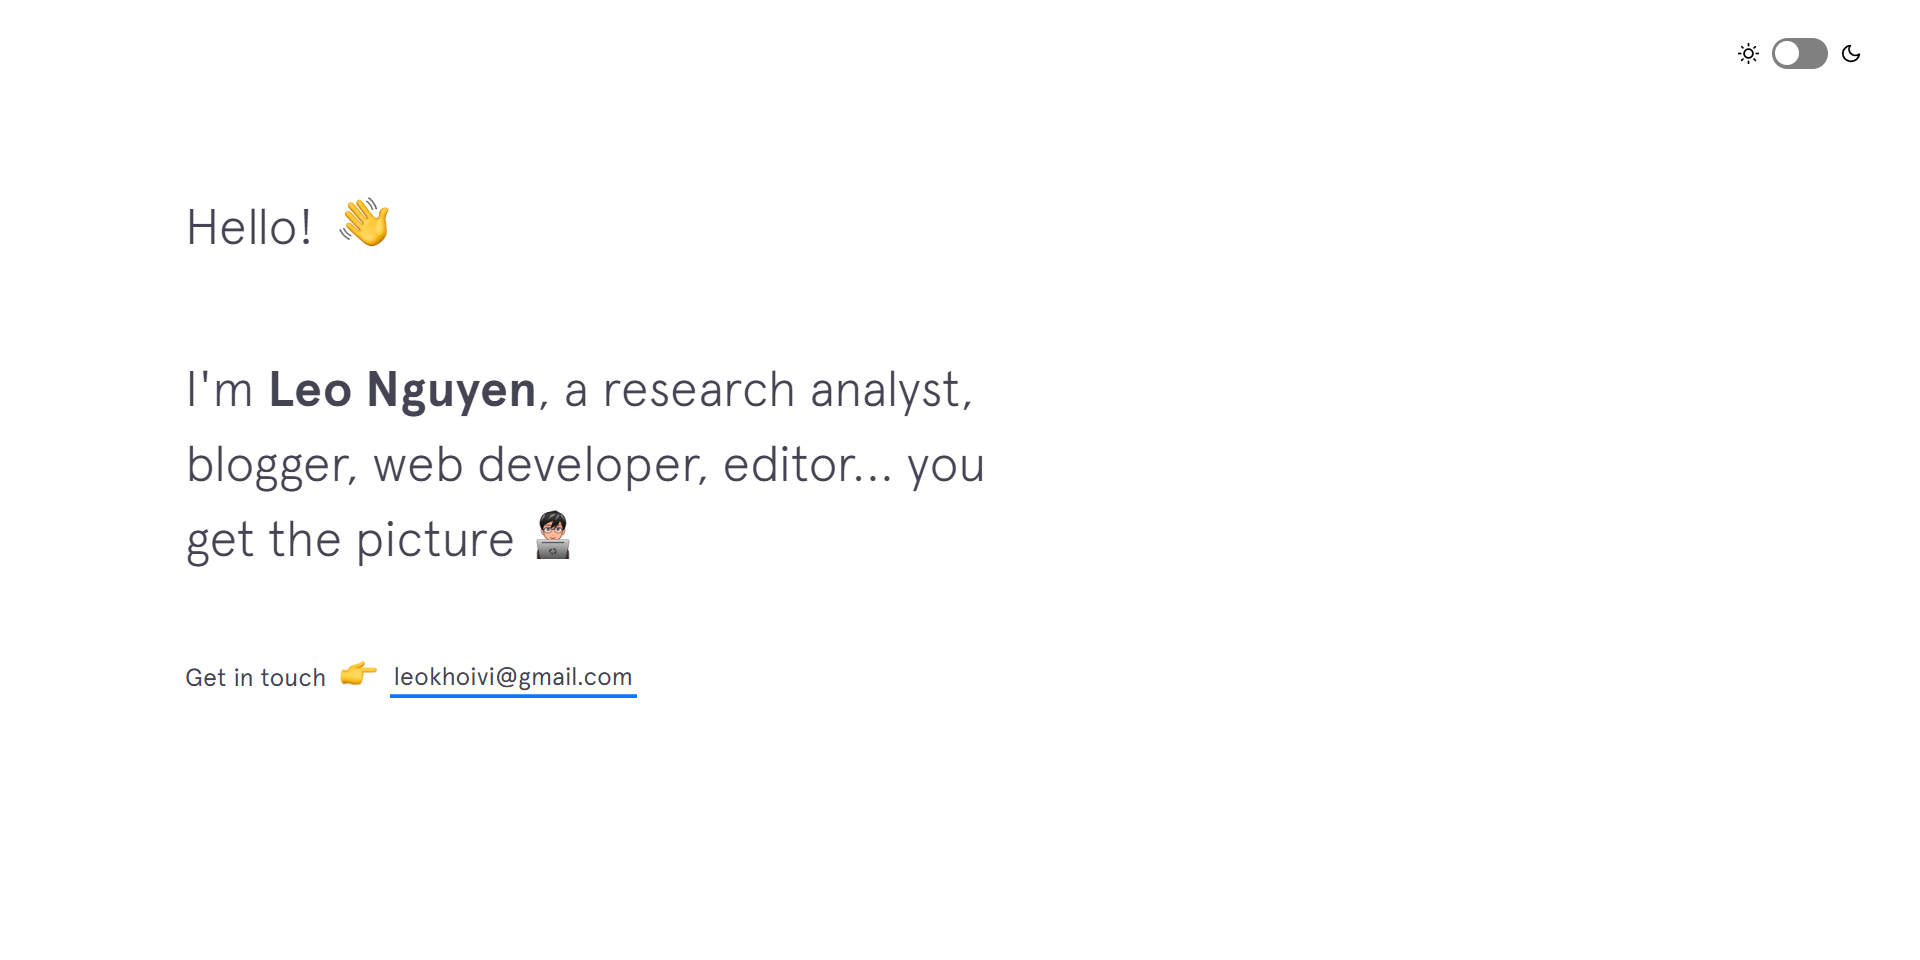 Hello! 👋
I'm Leo Nguyen, a research analyst,
blogger, web developer, editor... you
get the picture 👨🏻‍💻
Get in touch 👉 leokhoivi@gmail.com